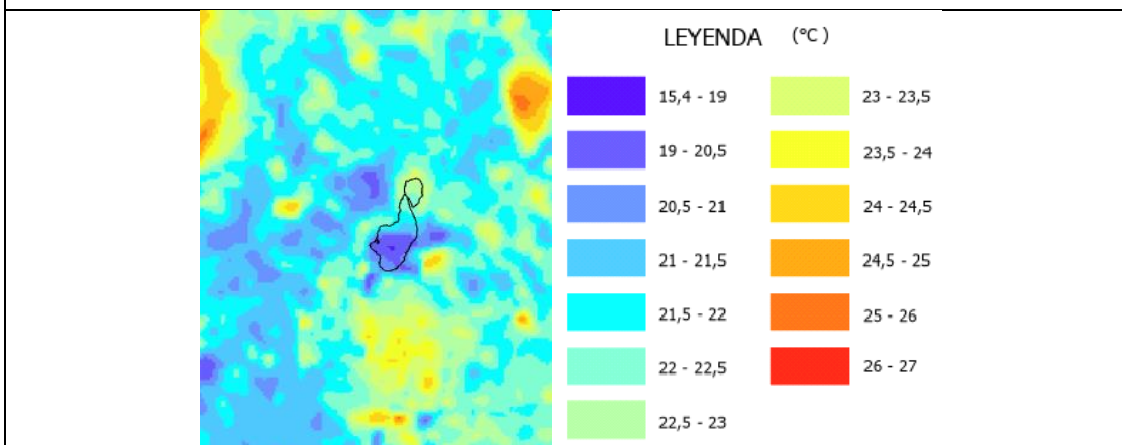 LEYENDA (°C)
15,4 - 19
19 - 20,5
20,5 - 21
21 - 21,5
21,5 - 22
22 - 22,5
22,5 - 23
23 - 23,5
23,5 - 24
24 - 24,5
24,5 - 25
25 - 26
26 - 27